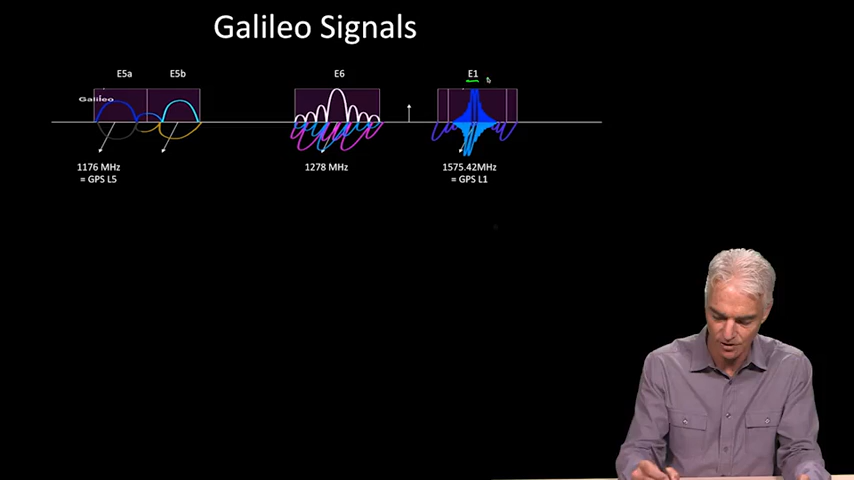 Galileo Signals
E5a E5b E6 E1
Galileo
1176 MHz
= GPS L5
1278 MHz
1575.42MHz
= GPS L1